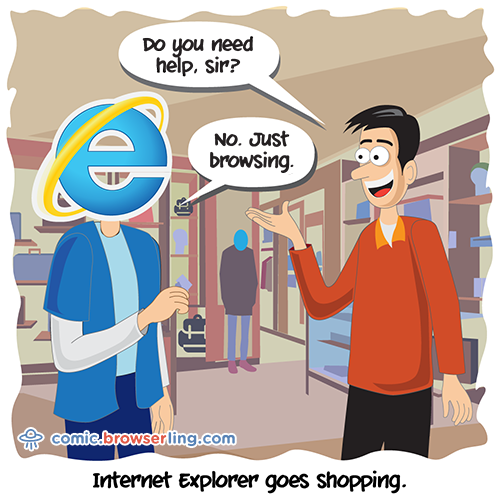 Do you need
help, sir?
No. Just
browsing.
comic.browserling.com
Internet Explorer goes shopping.